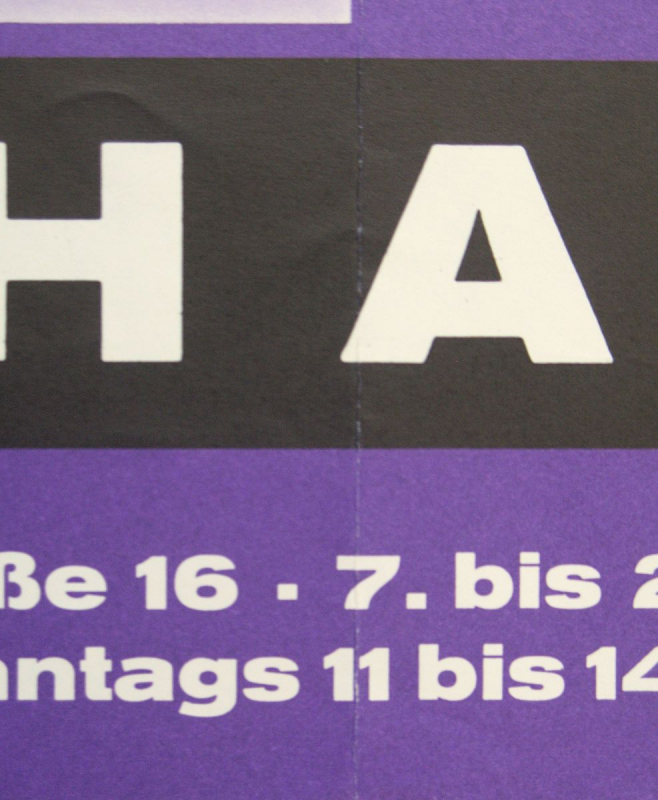 H A
ße 16 · 7. bis 2
ntags 11 bis 14